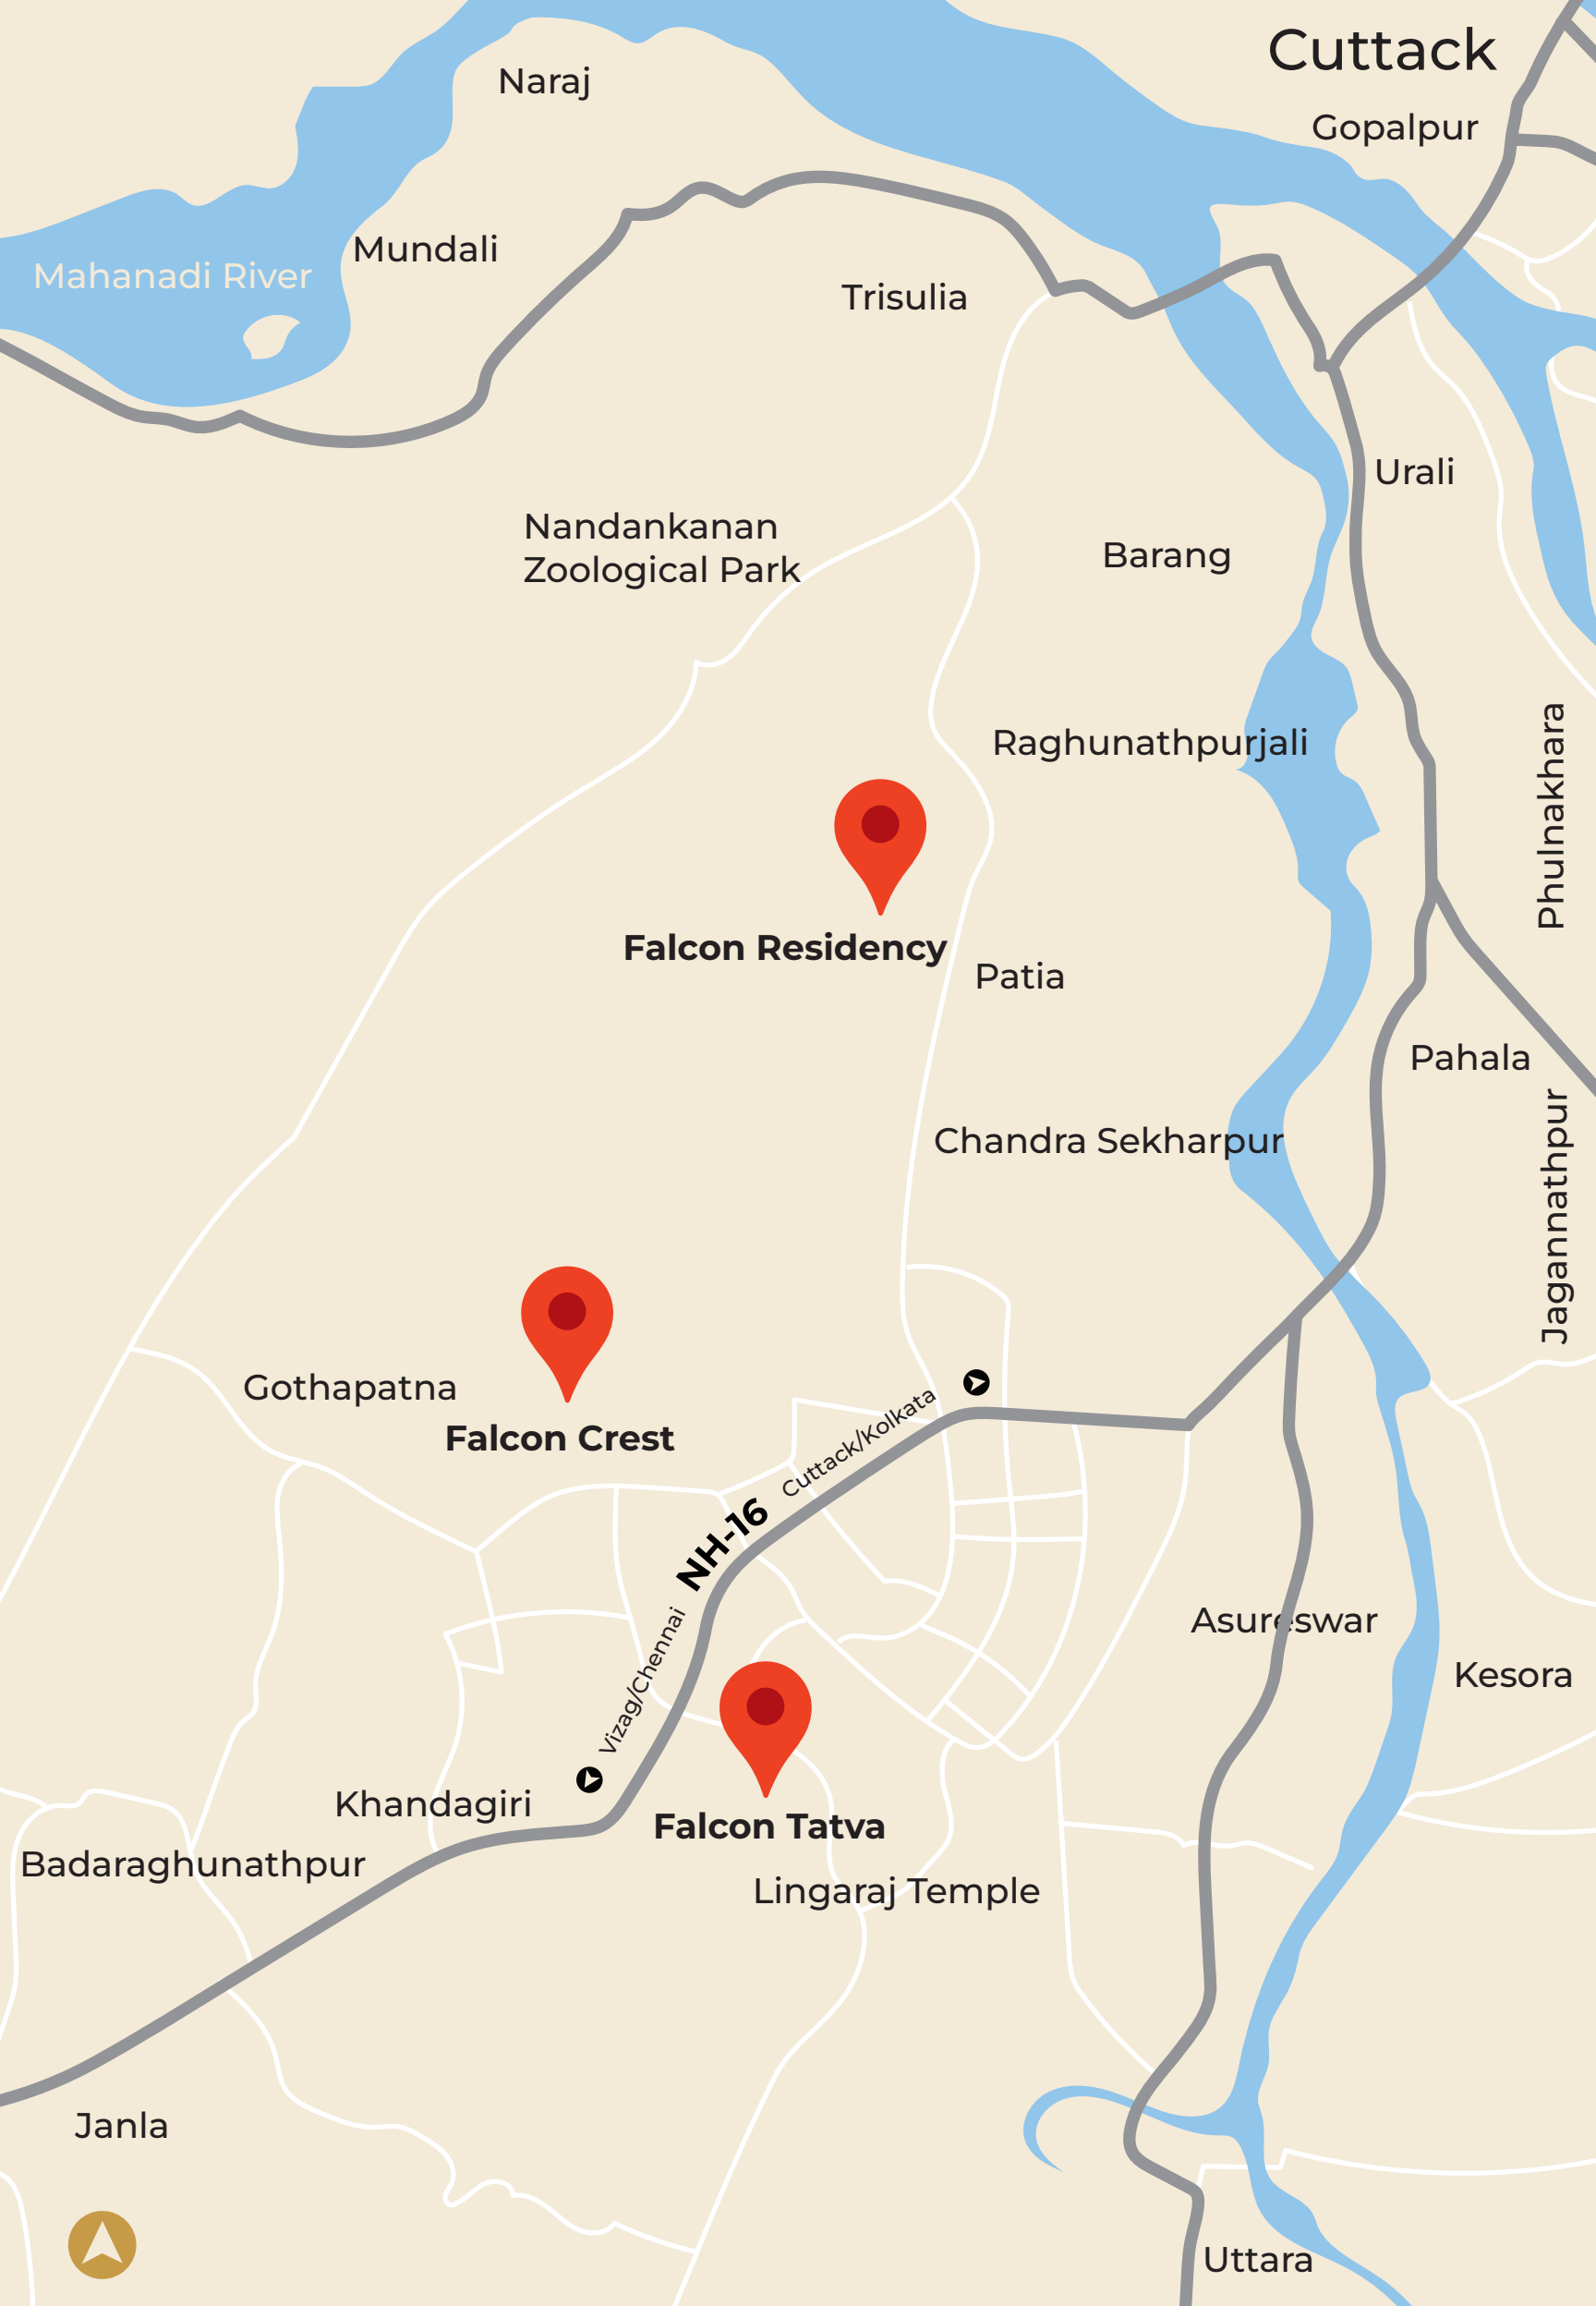 Cuttack
Naraj
Gopalpur
Mundali
Mahanadi River
Trisulia
Urali
Nandankanan
Zoological Park
Barang
Raghunathpurjali
Phulnakhara
Falcon Residency
Patia
Pahala
Chandra Sekharpur
Jagannathpur
Gothapatna
Falcon Crest
Cuttack/Kolkata
NH-16
Vizag/Chennai
Asureswar
Kesora
Khandagiri
Falcon Tatva
Badaraghunathpur
Lingaraj Temple
Janla
Uttara